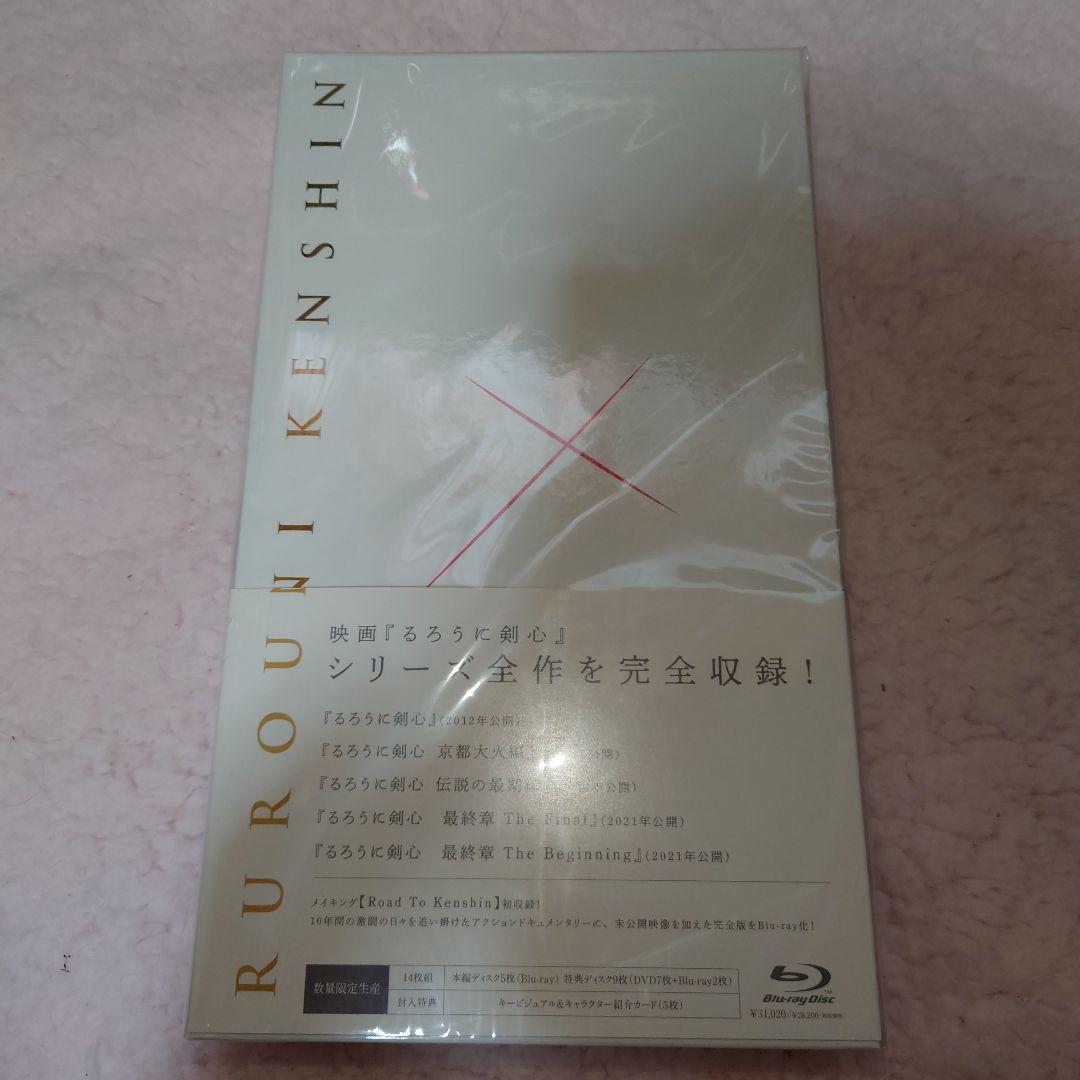 RUROUNI KENSHIN
映画『るろうに剣心』
シリーズ全作を完全収録!
『るろうに剣心』(2012年公開)
『るろうに剣心 京都大火編 公開)
『るろうに剣心 伝説の最期編 公開)
『るろうに剣心 最終章 The Final』(2021年公開)
『るろうに剣心 最終章 The Beginning』(2021年公開)
メイキング【Road To Kenshin】初収録!
10年間の激闘の日々を追い掛けたアクションドキュメンタリーに、未公開映像を加えた完全版をBlu-ray化!
数量限定生産
14枚組 本編ディスク5枚(Blu-ray) 特典ディスク9枚(DVD7枚+Blu-ray2枚)
封入特典 キービジュアル&キャラクター紹介カード(5枚)
Blu-ray Disc™
¥31,020/¥28,200